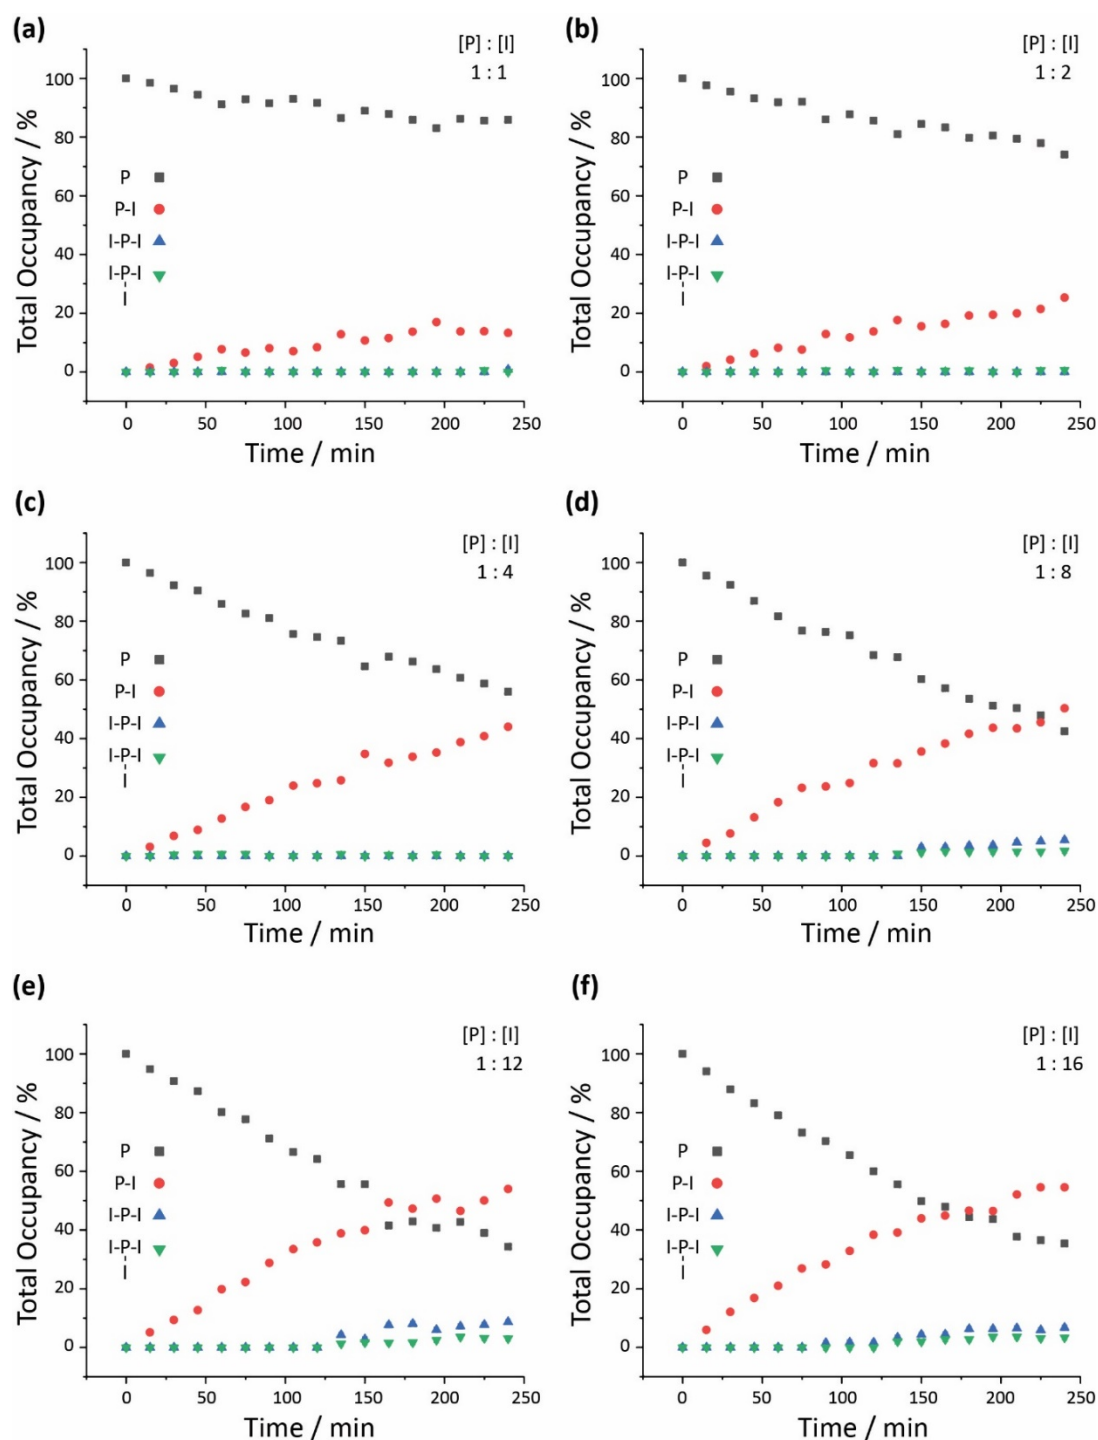 (a)
[P] : [I]
1 : 1
100
80
60
40
20
0
P
P-I
I-P-I
I-P-I
I
Total Occupancy / %
0 50 100 150 200 250
Time / min
(b)
[P] : [I]
1 : 2
100
80
60
40
20
0
P
P-I
I-P-I
I-P-I
I
Total Occupancy / %
0 50 100 150 200 250
Time / min
(c)
[P] : [I]
1 : 4
100
80
60
40
20
0
P
P-I
I-P-I
I-P-I
I
Total Occupancy / %
0 50 100 150 200 250
Time / min
(d)
[P] : [I]
1 : 8
100
80
60
40
20
0
P
P-I
I-P-I
I-P-I
I
Total Occupancy / %
0 50 100 150 200 250
Time / min
(e)
[P] : [I]
1 : 12
100
80
60
40
20
0
P
P-I
I-P-I
I-P-I
I
Total Occupancy / %
0 50 100 150 200 250
Time / min
(f)
[P] : [I]
1 : 16
100
80
60
40
20
0
P
P-I
I-P-I
I-P-I
I
Total Occupancy / %
0 50 100 150 200 250
Time / min